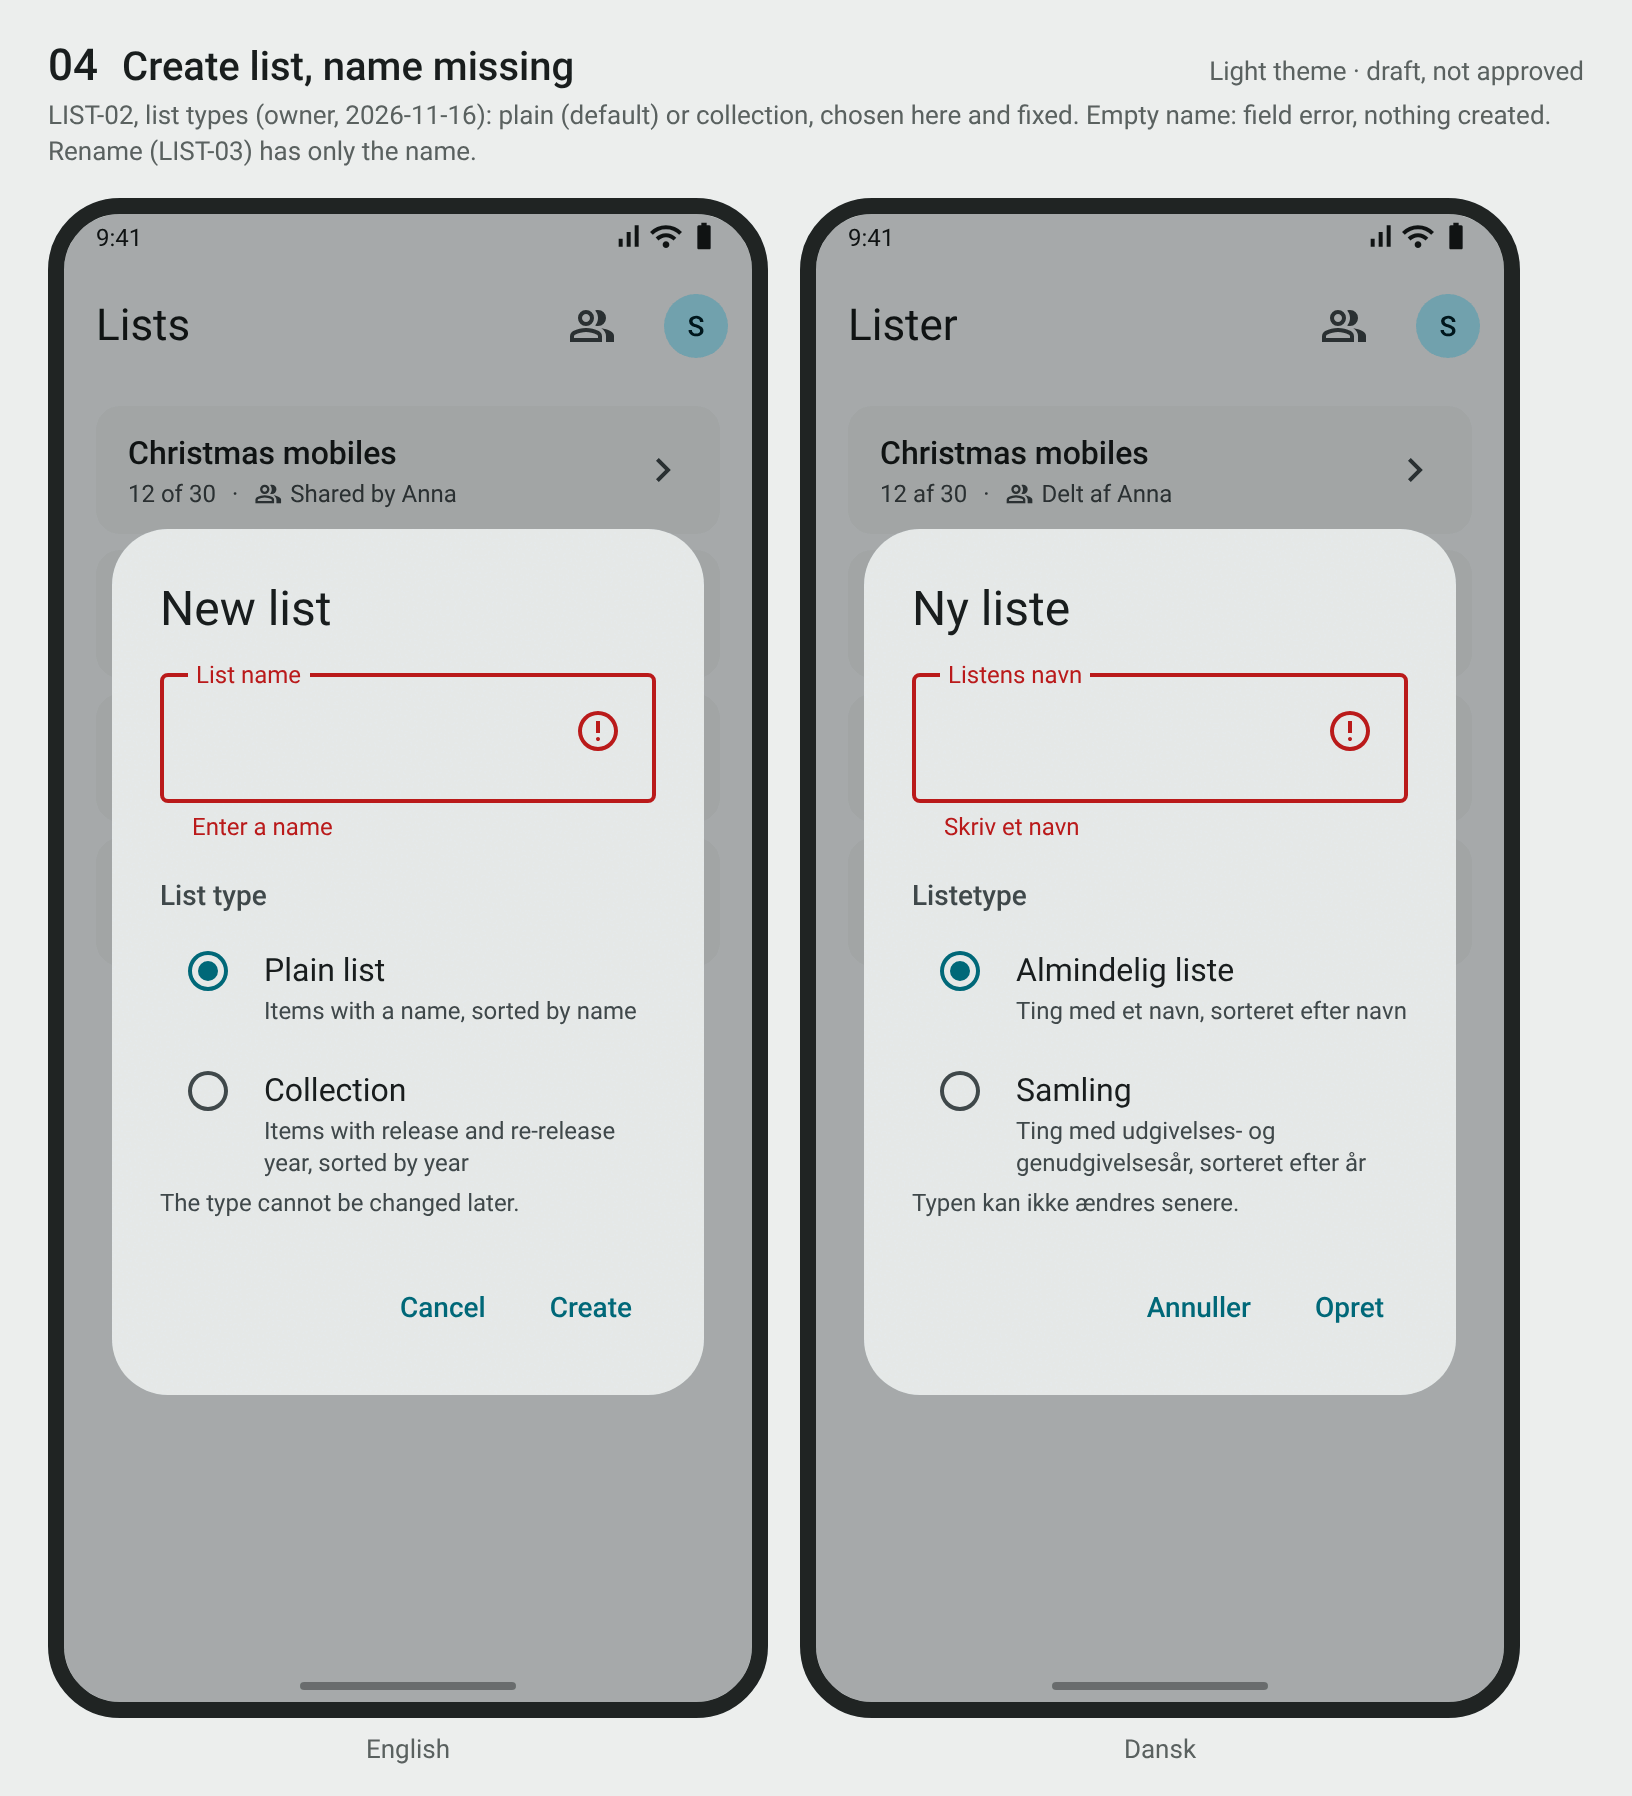 04 Create list, name missing
Light theme · draft, not approved
LIST-02, list types (owner, 2026-11-16): plain (default) or collection, chosen here and fixed. Empty name: field error, nothing created.
Rename (LIST-03) has only the name.
9:41
Lists
S
Christmas mobiles
12 of 30 · Shared by Anna
New list
List name
Enter a name
List type
Plain list
Items with a name, sorted by name
Collection
Items with release and re-release
year, sorted by year
The type cannot be changed later.
Cancel Create
English
9:41
Lister
S
Christmas mobiles
12 af 30 · Delt af Anna
Ny liste
Listens navn
Skriv et navn
Listetype
Almindelig liste
Ting med et navn, sorteret efter navn
Samling
Ting med udgivelses- og
genudgivelsesår, sorteret efter år
Typen kan ikke ændres senere.
Annuller Opret
Dansk